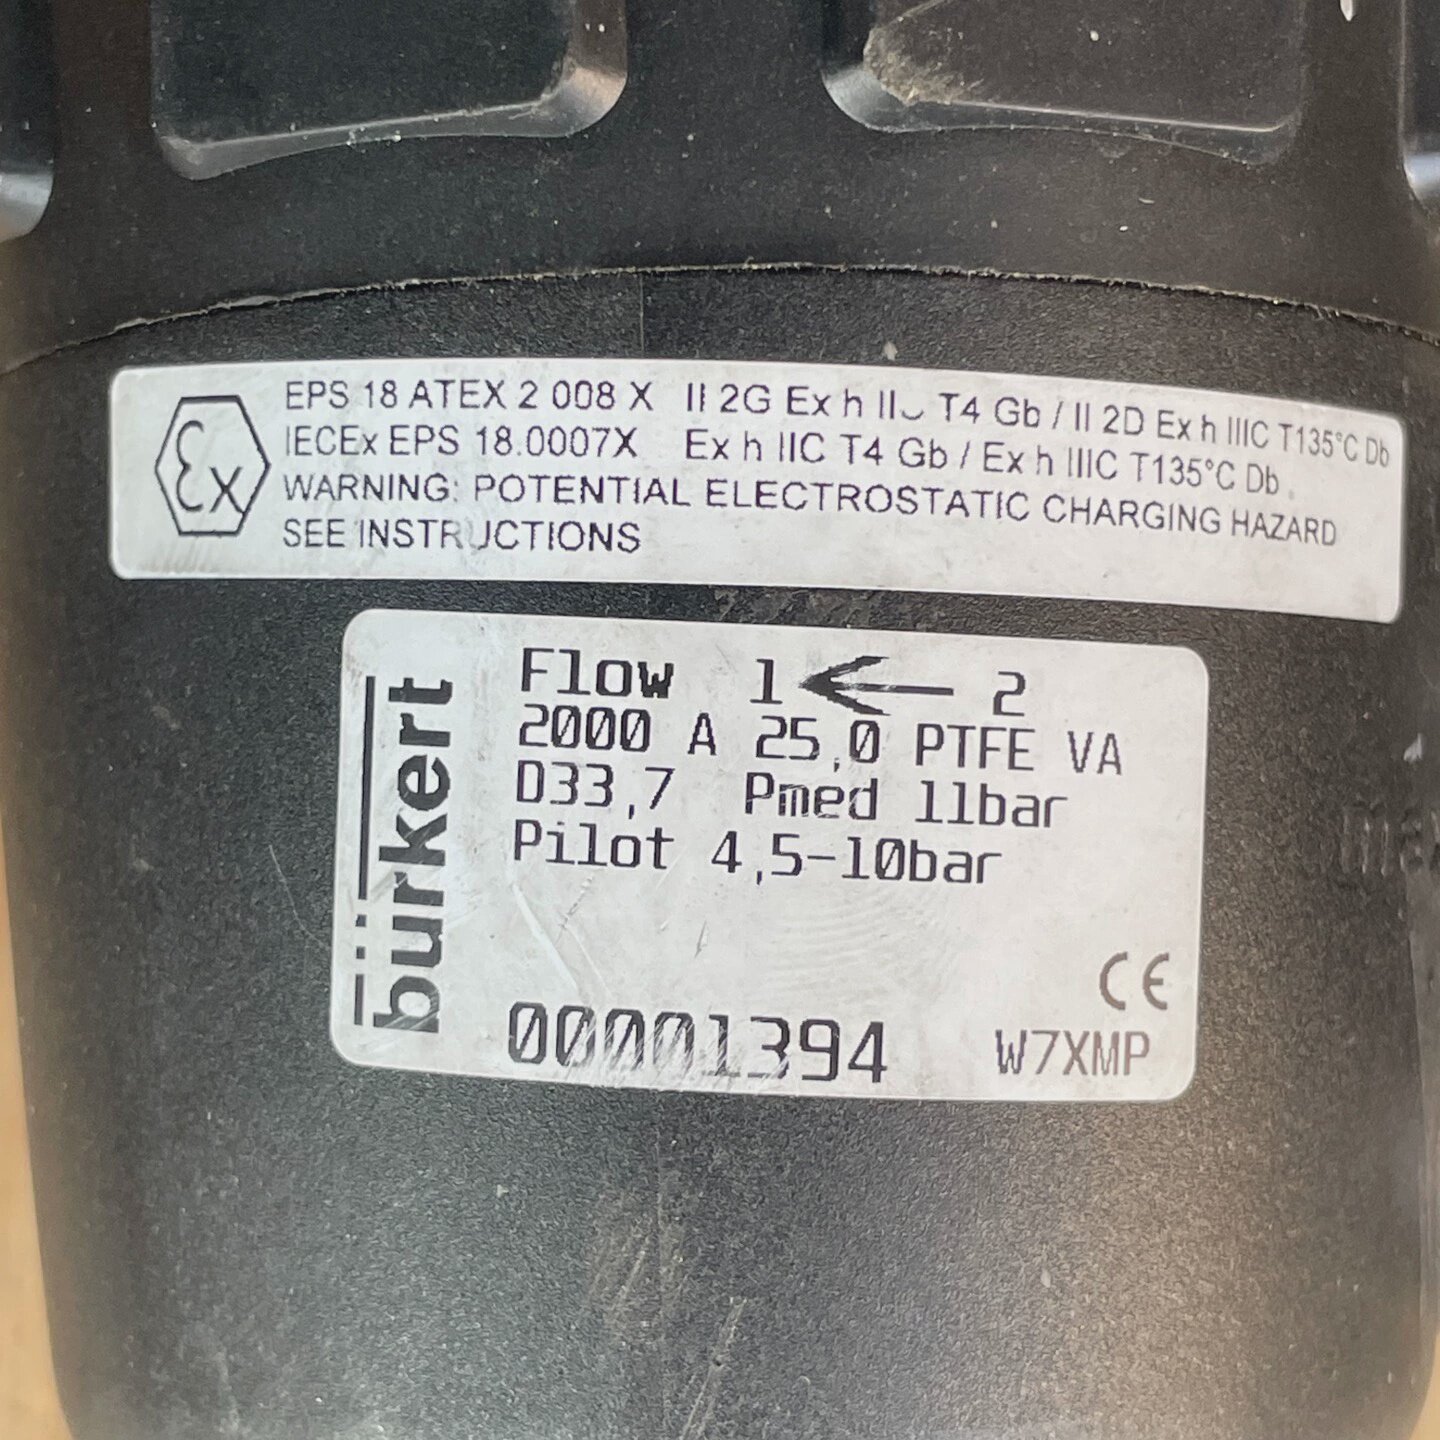 εx
EPS 18 ATEX 2 008 X II 2G Ex h T4 Gb / II 2D Ex h IIIC T135°C Db
IECEx EPS 18.0007X Ex h IIC T4 Gb / Ex h IIIC T135°C Db
WARNING: POTENTIAL ELECTROSTATIC CHARGING HAZARD
SEE INSTRUCTIONS
bürkert
Flow 1 ← 2
2000 A 25,0 PTFE VA
D33,7 Pmed 11bar
Pilot 4,5-10bar
CE
00001394 W7XMP